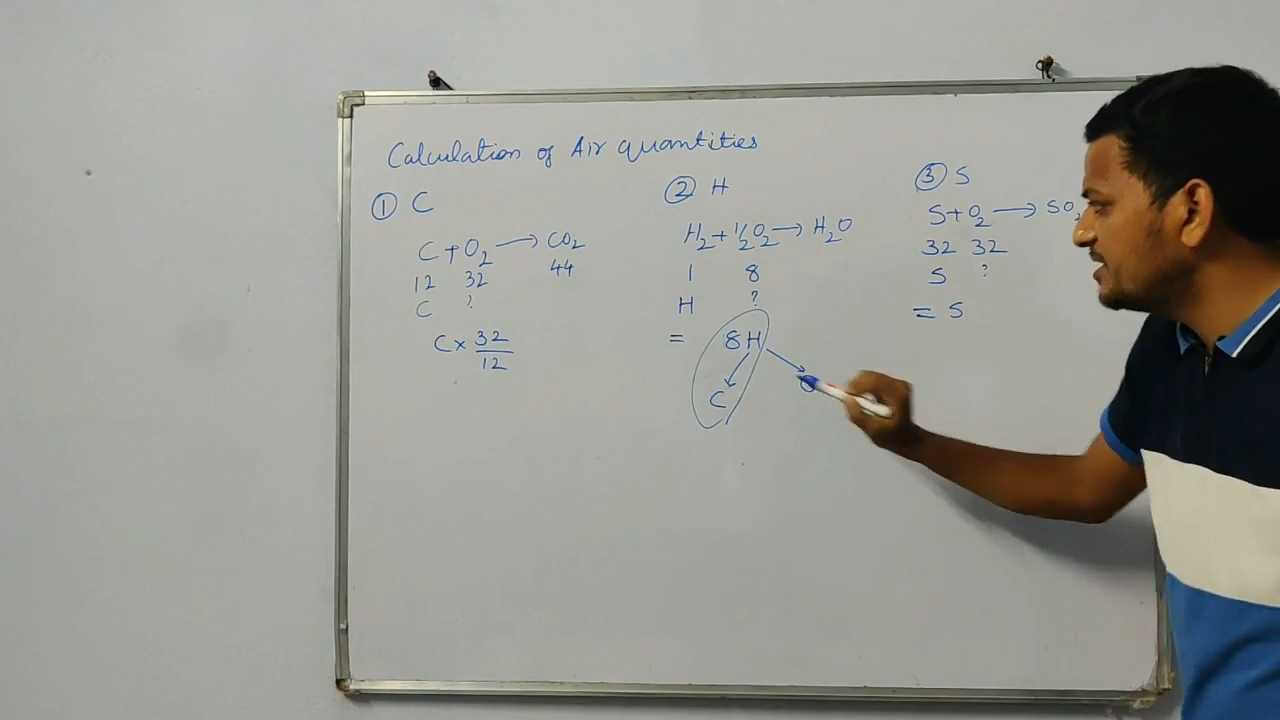 Calculation of Air quantities
① C
C + O₂ → CO₂
12 32 44
C ?
C × 32/12
② H
H₂ + ½O₂ → H₂O
1 8
H ?
= 8H
C O
③ S
S + O₂ → SO₂
32 32
S ?
= S